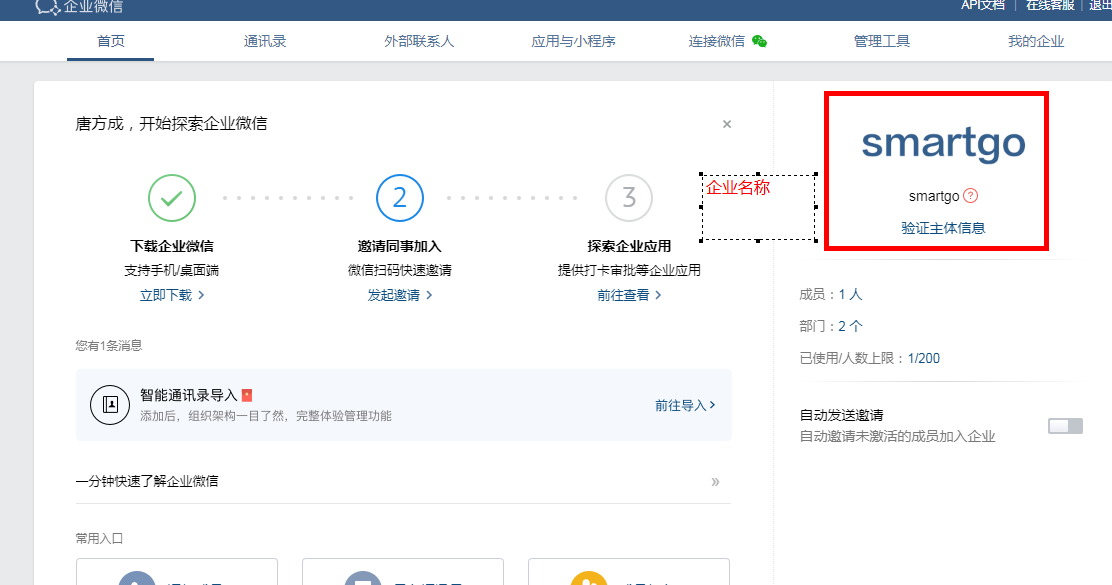 企业微信
API文档 | 在线客服 | 退出
首页 通讯录 外部联系人 应用与小程序 连接微信 管理工具 我的企业
唐方成，开始探索企业微信 ×
2 3
下载企业微信 邀请同事加入 探索企业应用
支持手机/桌面端 微信扫码快速邀请 提供打卡审批等企业应用
立即下载 > 发起邀请 > 前往查看 >
企业名称
smartgo
smartgo ?
验证主体信息
成员：1 人
部门：2 个
已使用/人数上限：1/200
自动发送邀请
自动邀请未激活的成员加入企业
您有1条消息
智能通讯录导入
添加后，组织架构一目了然，完整体验管理功能
前往导入 >
一分钟快速了解企业微信 »
常用入口